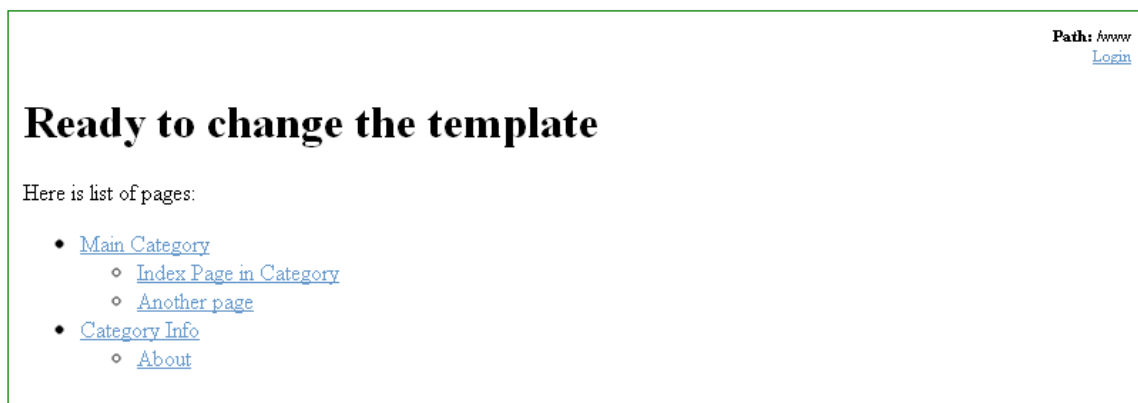 Path: /www
Login
Ready to change the template
Here is list of pages:
Main Category
Index Page in Category
Another page
Category Info
About